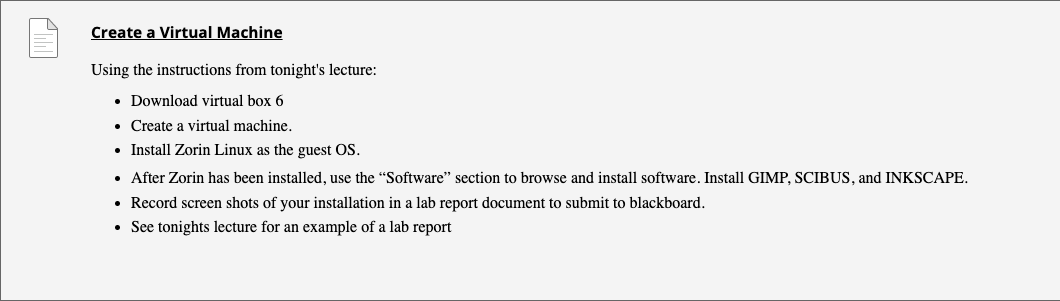 Create a Virtual Machine
Using the instructions from tonight's lecture:
• Download virtual box 6
• Create a virtual machine.
• Install Zorin Linux as the guest OS.
• After Zorin has been installed, use the “Software” section to browse and install software. Install GIMP, SCIBUS, and INKSCAPE.
• Record screen shots of your installation in a lab report document to submit to blackboard.
• See tonights lecture for an example of a lab report